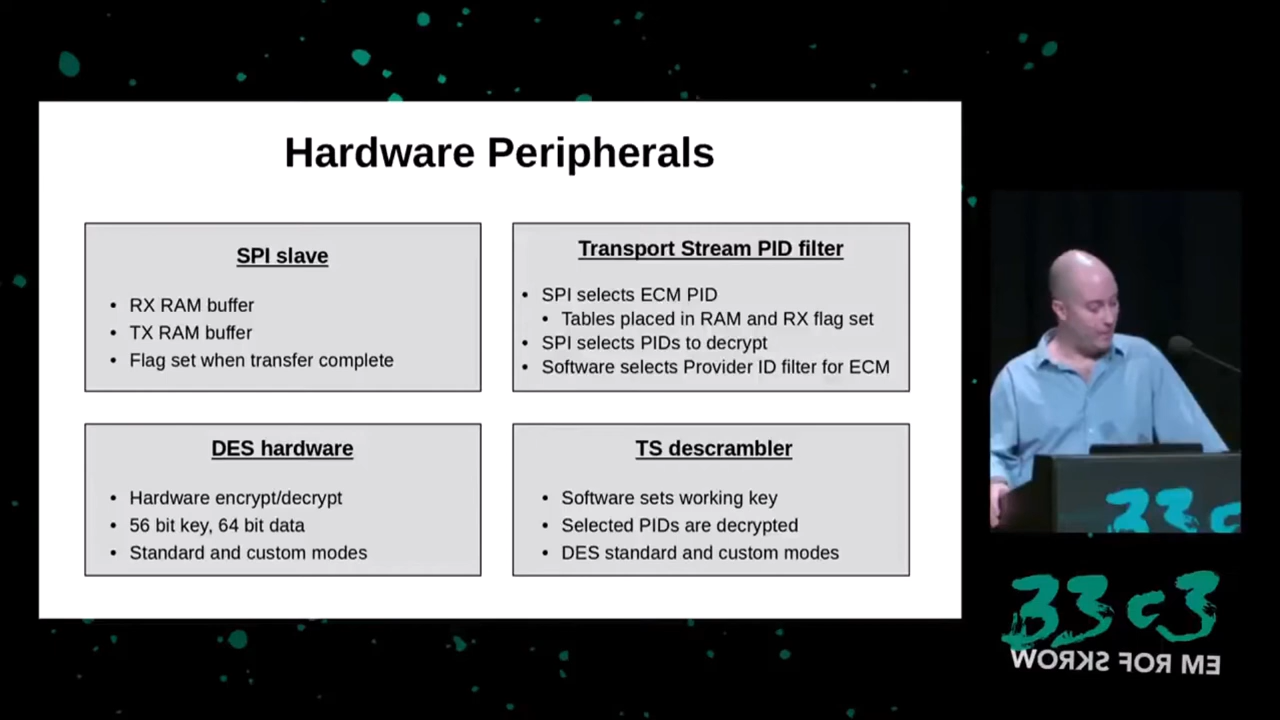 Hardware Peripherals
SPI slave
• RX RAM buffer
• TX RAM buffer
• Flag set when transfer complete
Transport Stream PID filter
• SPI selects ECM PID
• Tables placed in RAM and RX flag set
• SPI selects PIDs to decrypt
• Software selects Provider ID filter for ECM
DES hardware
• Hardware encrypt/decrypt
• 56 bit key, 64 bit data
• Standard and custom modes
TS descrambler
• Software sets working key
• Selected PIDs are decrypted
• DES standard and custom modes
33c
33c3
WORKS FOR ME